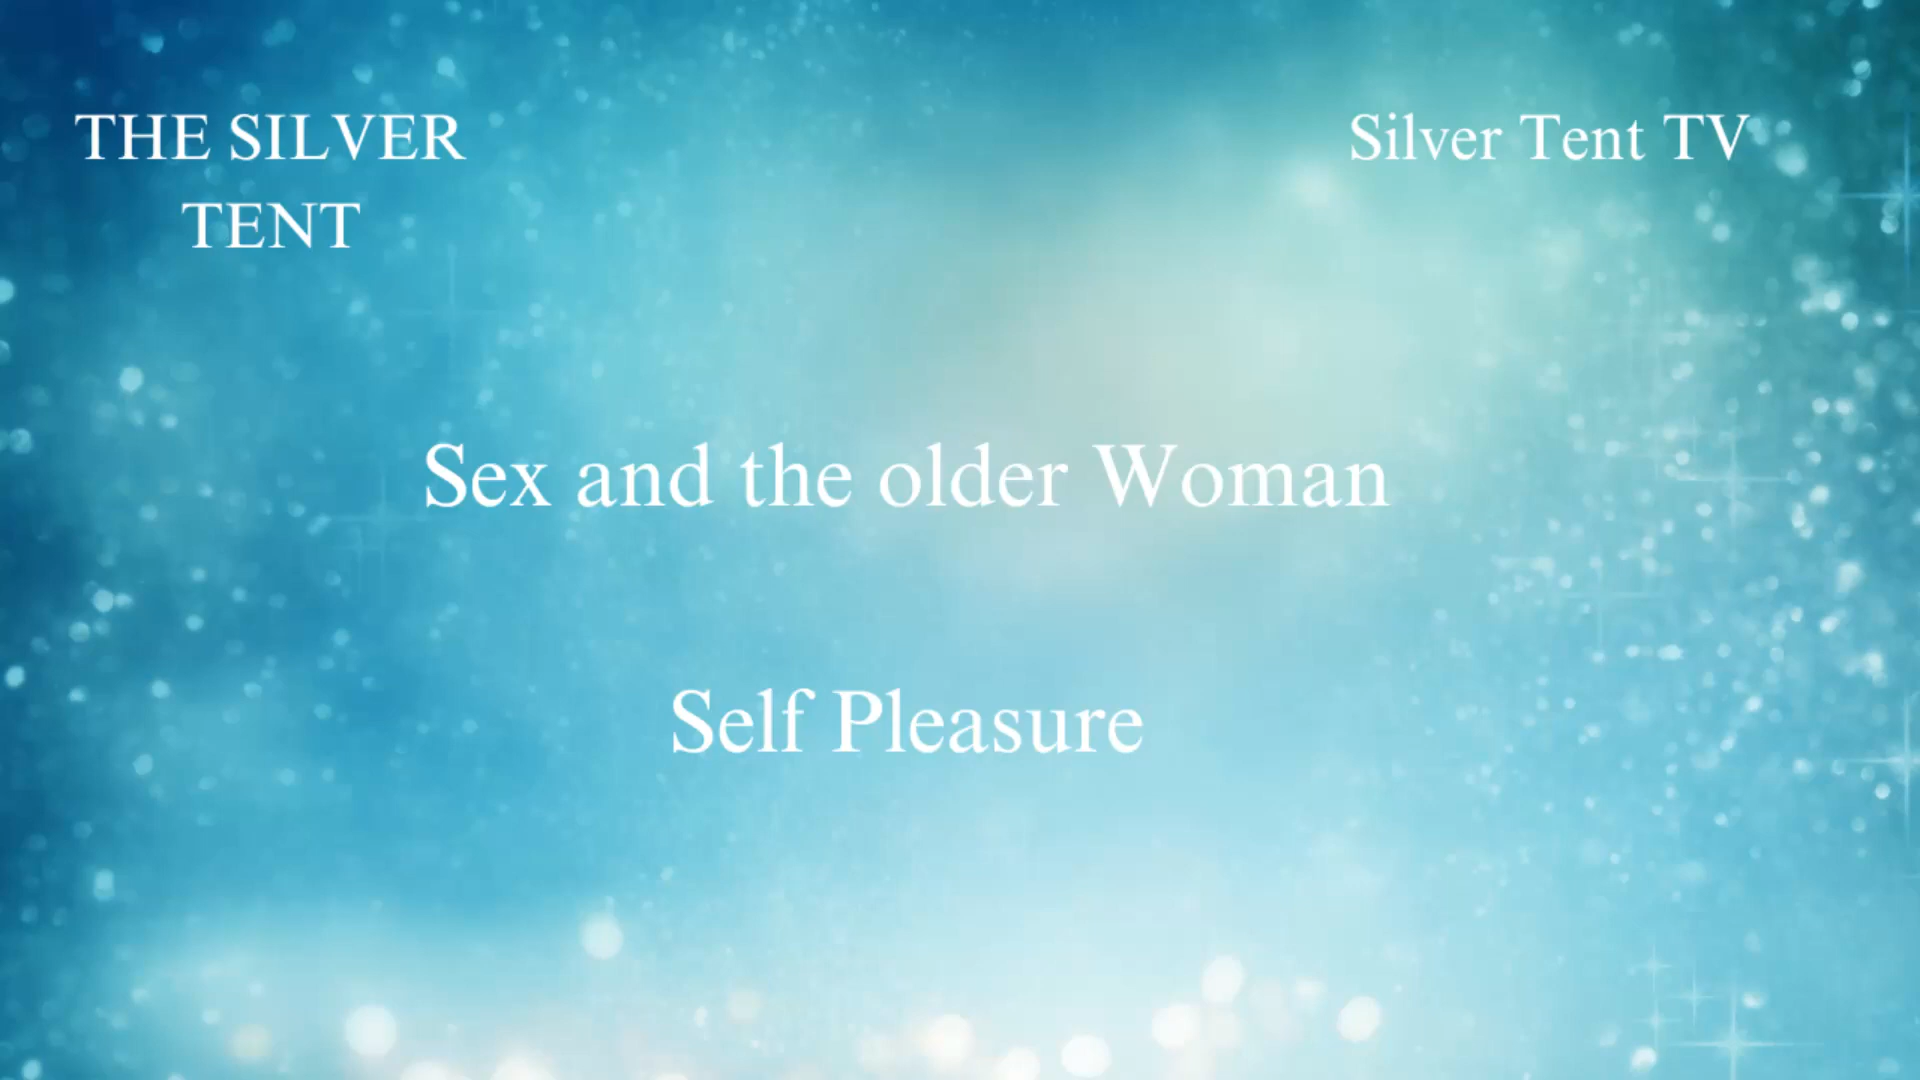 THE SILVER
TENT
Silver Tent TV
Sex and the older Woman
Self Pleasure